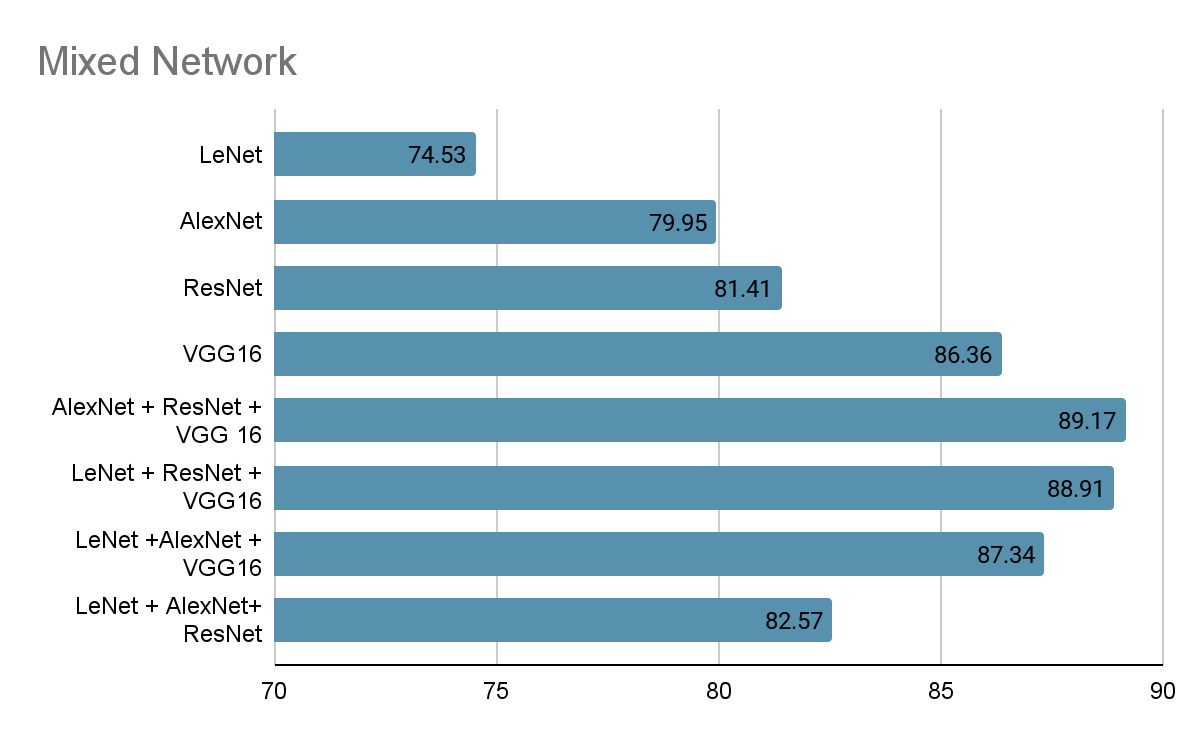 Mixed Network
LeNet
74.53
AlexNet
79.95
ResNet
81.41
VGG16
86.36
AlexNet + ResNet +
VGG 16
89.17
LeNet + ResNet +
VGG16
88.91
LeNet +AlexNet +
VGG16
87.34
LeNet + AlexNet+
ResNet
82.57
70 75 80 85 90